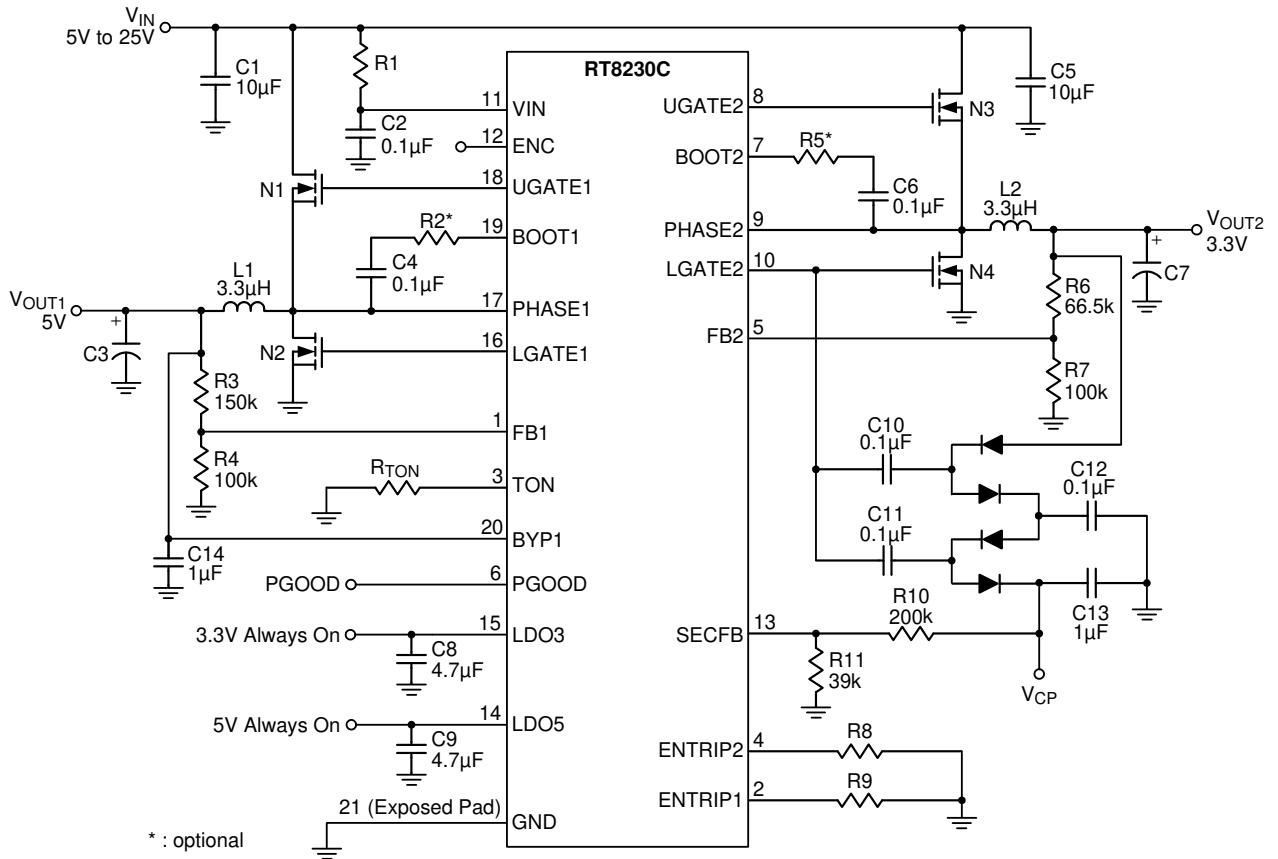 VIN
5V to 25V
C1
10µF
R1
C2
0.1µF
11
VIN
12
ENC
N1
18
UGATE1
R2*
19
BOOT1
C4
0.1µF
L1
3.3µH
VOUT1
5V
17
PHASE1
C3
N2
16
LGATE1
R3
150k
1
FB1
R4
100k
RTON
3
TON
20
BYP1
C14
1µF
PGOOD
6
PGOOD
3.3V Always On
15
LDO3
C8
4.7µF
5V Always On
14
LDO5
C9
4.7µF
21 (Exposed Pad)
GND
* : optional
RT8230C
UGATE2
8
N3
C5
10µF
BOOT2
7
R5*
C6
0.1µF
PHASE2
9
L2
3.3µH
VOUT2
3.3V
LGATE2
10
N4
C7
R6
66.5k
FB2
5
R7
100k
C10
0.1µF
C11
0.1µF
C12
0.1µF
C13
1µF
SECFB
13
R10
200k
R11
39k
VCP
ENTRIP2
4
R8
ENTRIP1
2
R9